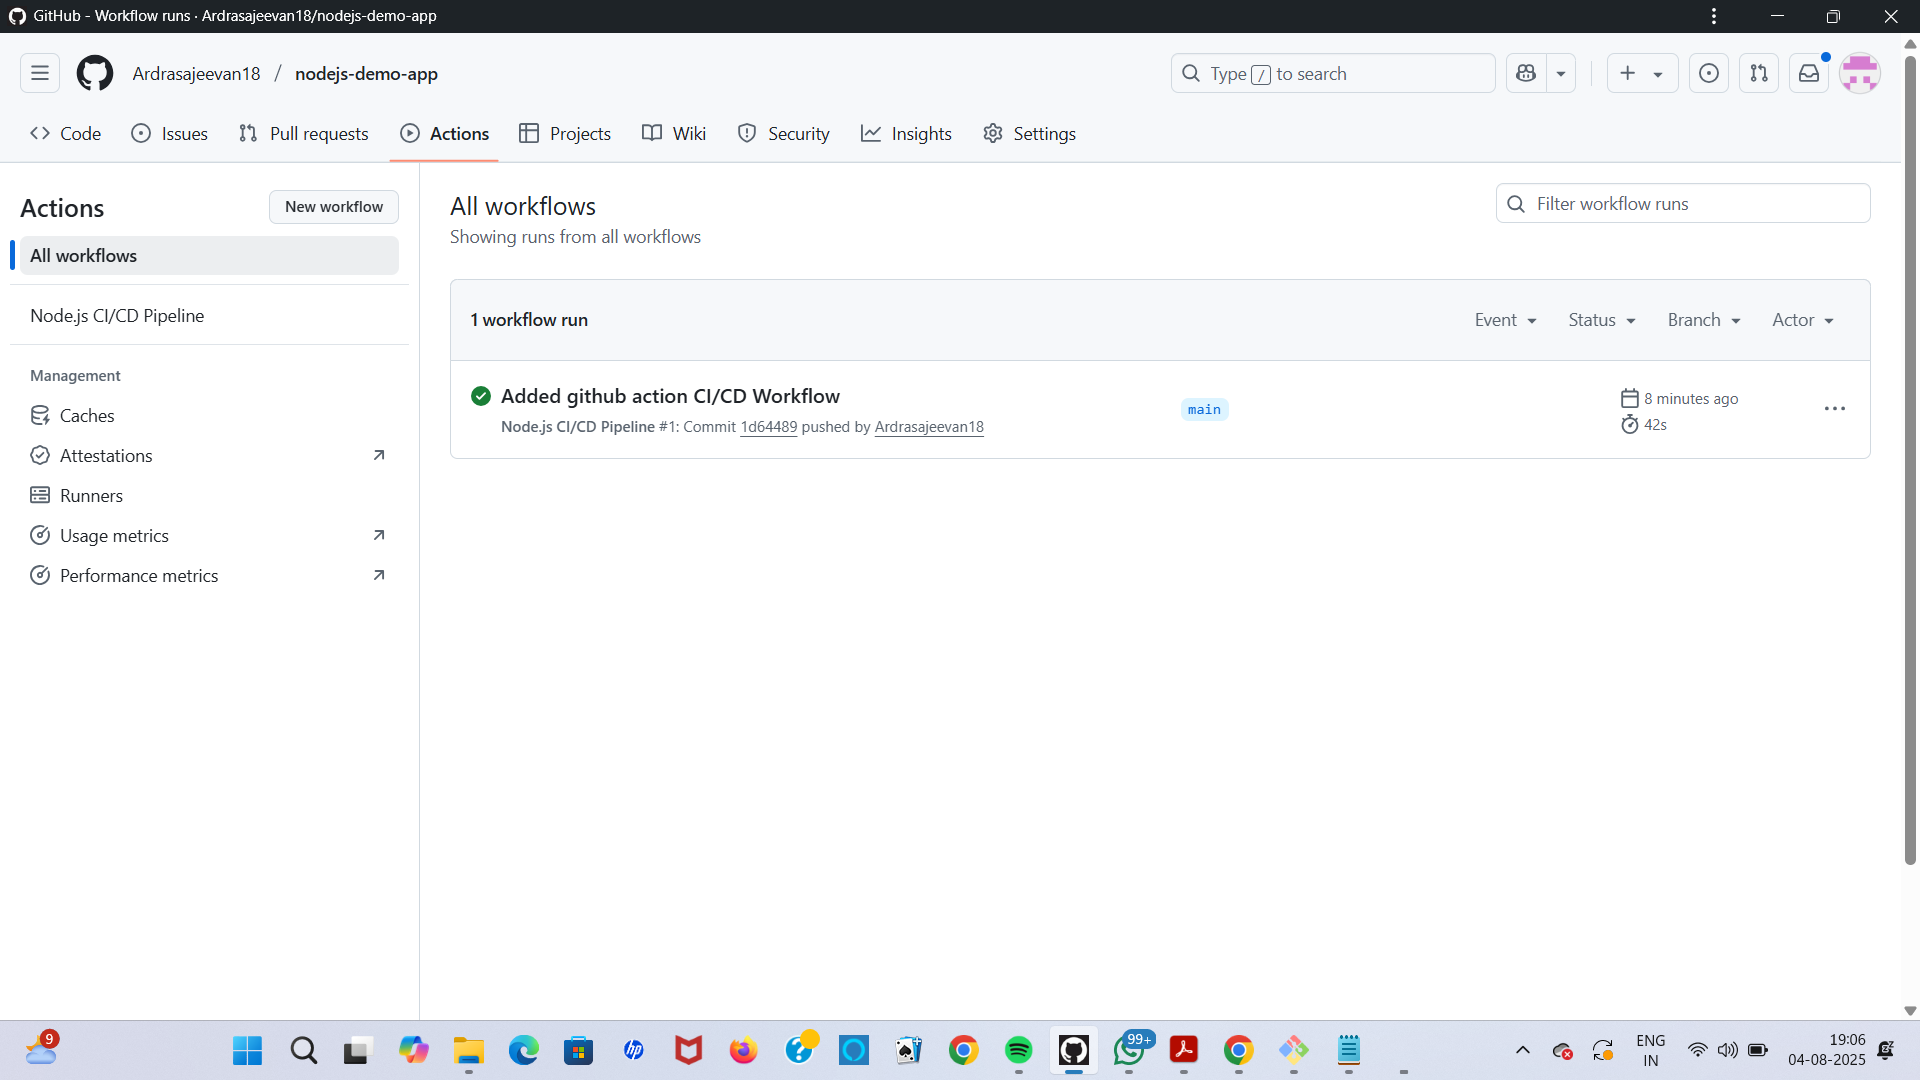 GitHub - Workflow runs · Ardrasajeevan18/nodejs-demo-app
Ardrasajeevan18 / nodejs-demo-app
Type / to search
Code
Issues
Pull requests
Actions
Projects
Wiki
Security
Insights
Settings
Actions
New workflow
All workflows
Node.js CI/CD Pipeline
Management
Caches
Attestations
Runners
Usage metrics
Performance metrics
All workflows
Showing runs from all workflows
Filter workflow runs
1 workflow run
Event
Status
Branch
Actor
Added github action CI/CD Workflow
Node.js CI/CD Pipeline #1: Commit 1d64489 pushed by Ardrasajeevan18
main
8 minutes ago
42s
9
hp
99+
ENG
IN
19:06
04-08-2025